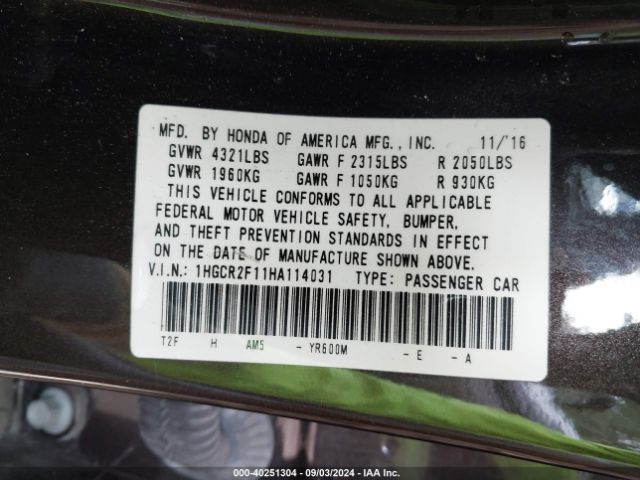 MFD. BY HONDA OF AMERICA MFG., INC. 11/'16
GVWR 4321LBS GAWR F 2315LBS R 2050LBS
GVWR 1960KG GAWR F 1050KG R 930KG
THIS VEHICLE CONFORMS TO ALL APPLICABLE
FEDERAL MOTOR VEHICLE SAFETY, BUMPER,
AND THEFT PREVENTION STANDARDS IN EFFECT
ON THE DATE OF MANUFACTURE SHOWN ABOVE.
V.I.N.: 1HGCR2F11HA114031 TYPE: PASSENGER CAR
T2F H AM5 - YR600M - E - A
000-40251304 - 09/03/2024 - IAA Inc.